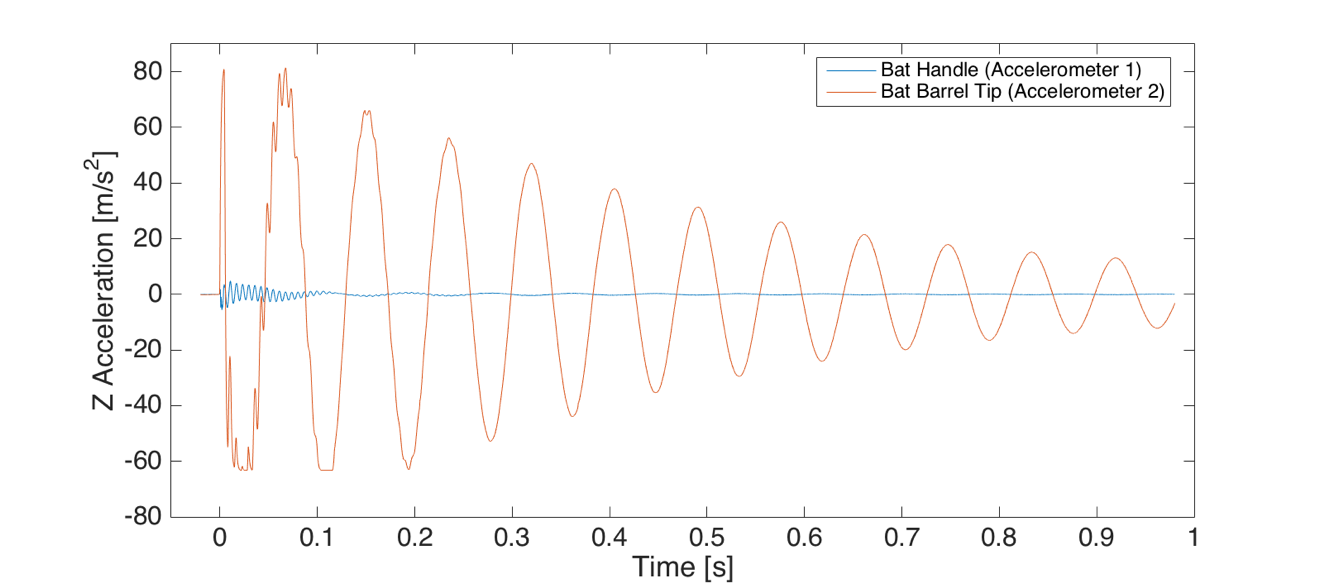 Bat Handle (Accelerometer 1)
Bat Barrel Tip (Accelerometer 2)
Z Acceleration [m/s²]
80
60
40
20
0
-20
-40
-60
-80
0 0.1 0.2 0.3 0.4 0.5 0.6 0.7 0.8 0.9 1
Time [s]